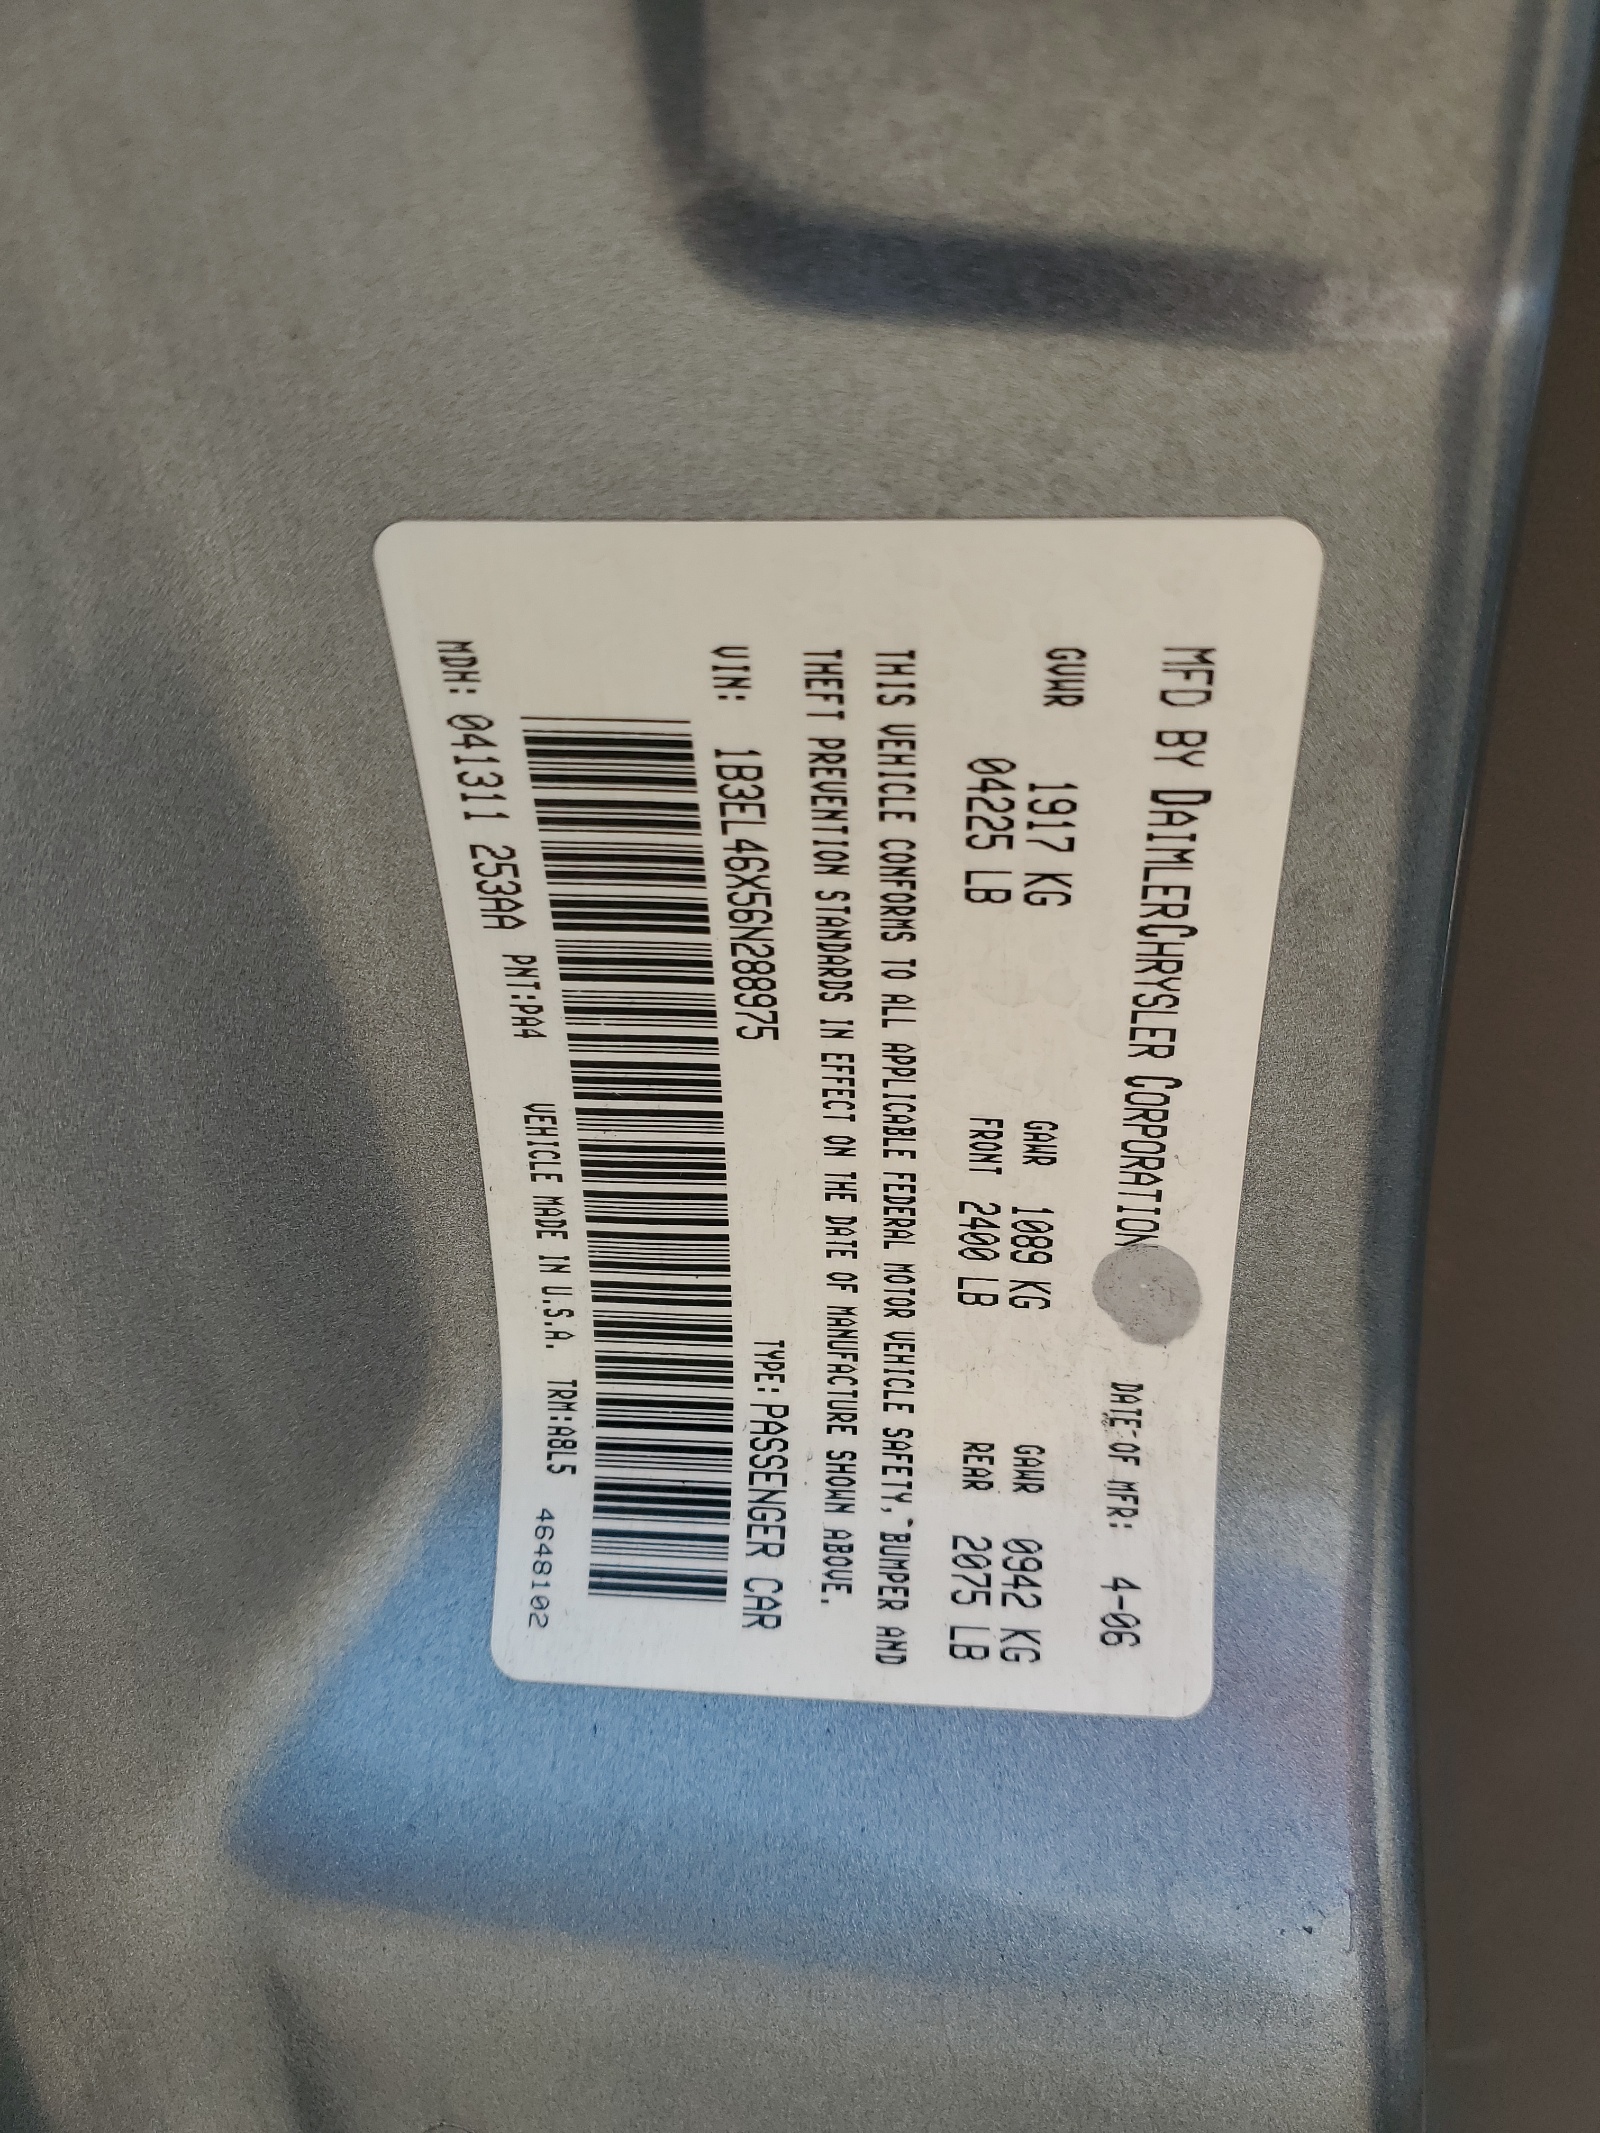 MFD BY DAIMLERCHRYSLER CORPORATION DATE OF MFR: 4-06
GVWR 1917 KG GAWR 1089 KG GAWR 0942 KG
04225 LB FRONT 2400 LB REAR 2075 LB
THIS VEHICLE CONFORMS TO ALL APPLICABLE FEDERAL MOTOR VEHICLE SAFETY, BUMPER AND
THEFT PREVENTION STANDARDS IN EFFECT ON THE DATE OF MANUFACTURE SHOWN ABOVE.
VIN: 1B3EL46X56N288975 TYPE: PASSENGER CAR
MDH: 041311 253AA PNT:PA4 VEHICLE MADE IN U.S.A. TRM:A8L5 4648102